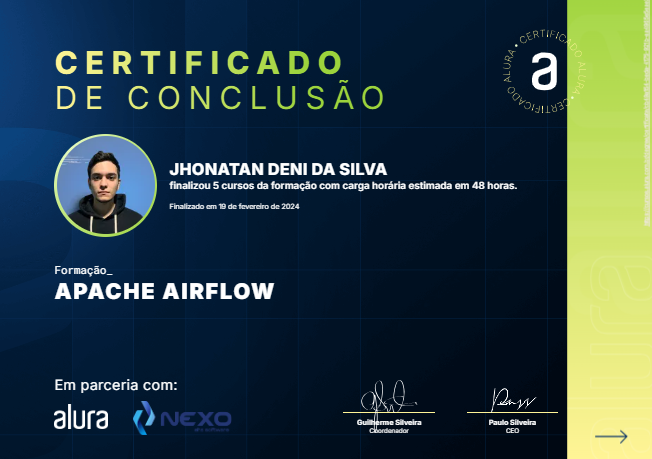 CERTIFICADO
DE CONCLUSÃO
CERTIFICADO ALURA • CERTIFICADO ALURA •
a
JHONATAN DENI DA SILVA
finalizou 5 cursos da formação com carga horária estimada em 48 horas.
Finalizado em 19 de fevereiro de 2024
Formação_
APACHE AIRFLOW
Em parceria com:
alura
NEXO
Guilherme Silveira
Coordenador
Paulo Silveira
CEO